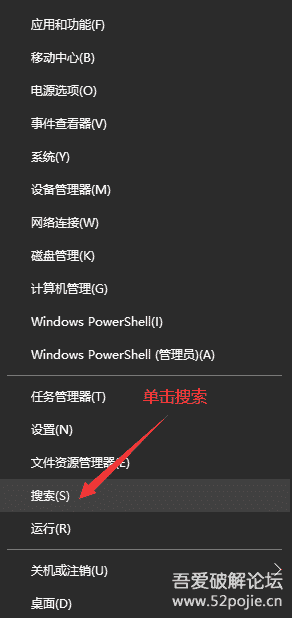 应用和功能(F)
移动中心(B)
电源选项(O)
事件查看器(V)
系统(Y)
设备管理器(M)
网络连接(W)
磁盘管理(K)
计算机管理(G)
Windows PowerShell(I)
Windows PowerShell (管理员)(A)
任务管理器(T)
单击搜索
设置(N)
文件资源管理器(E)
搜索(S)
运行(R)
关机或注销(U)
桌面(D)
吾爱破解论坛
www.52pojie.cn